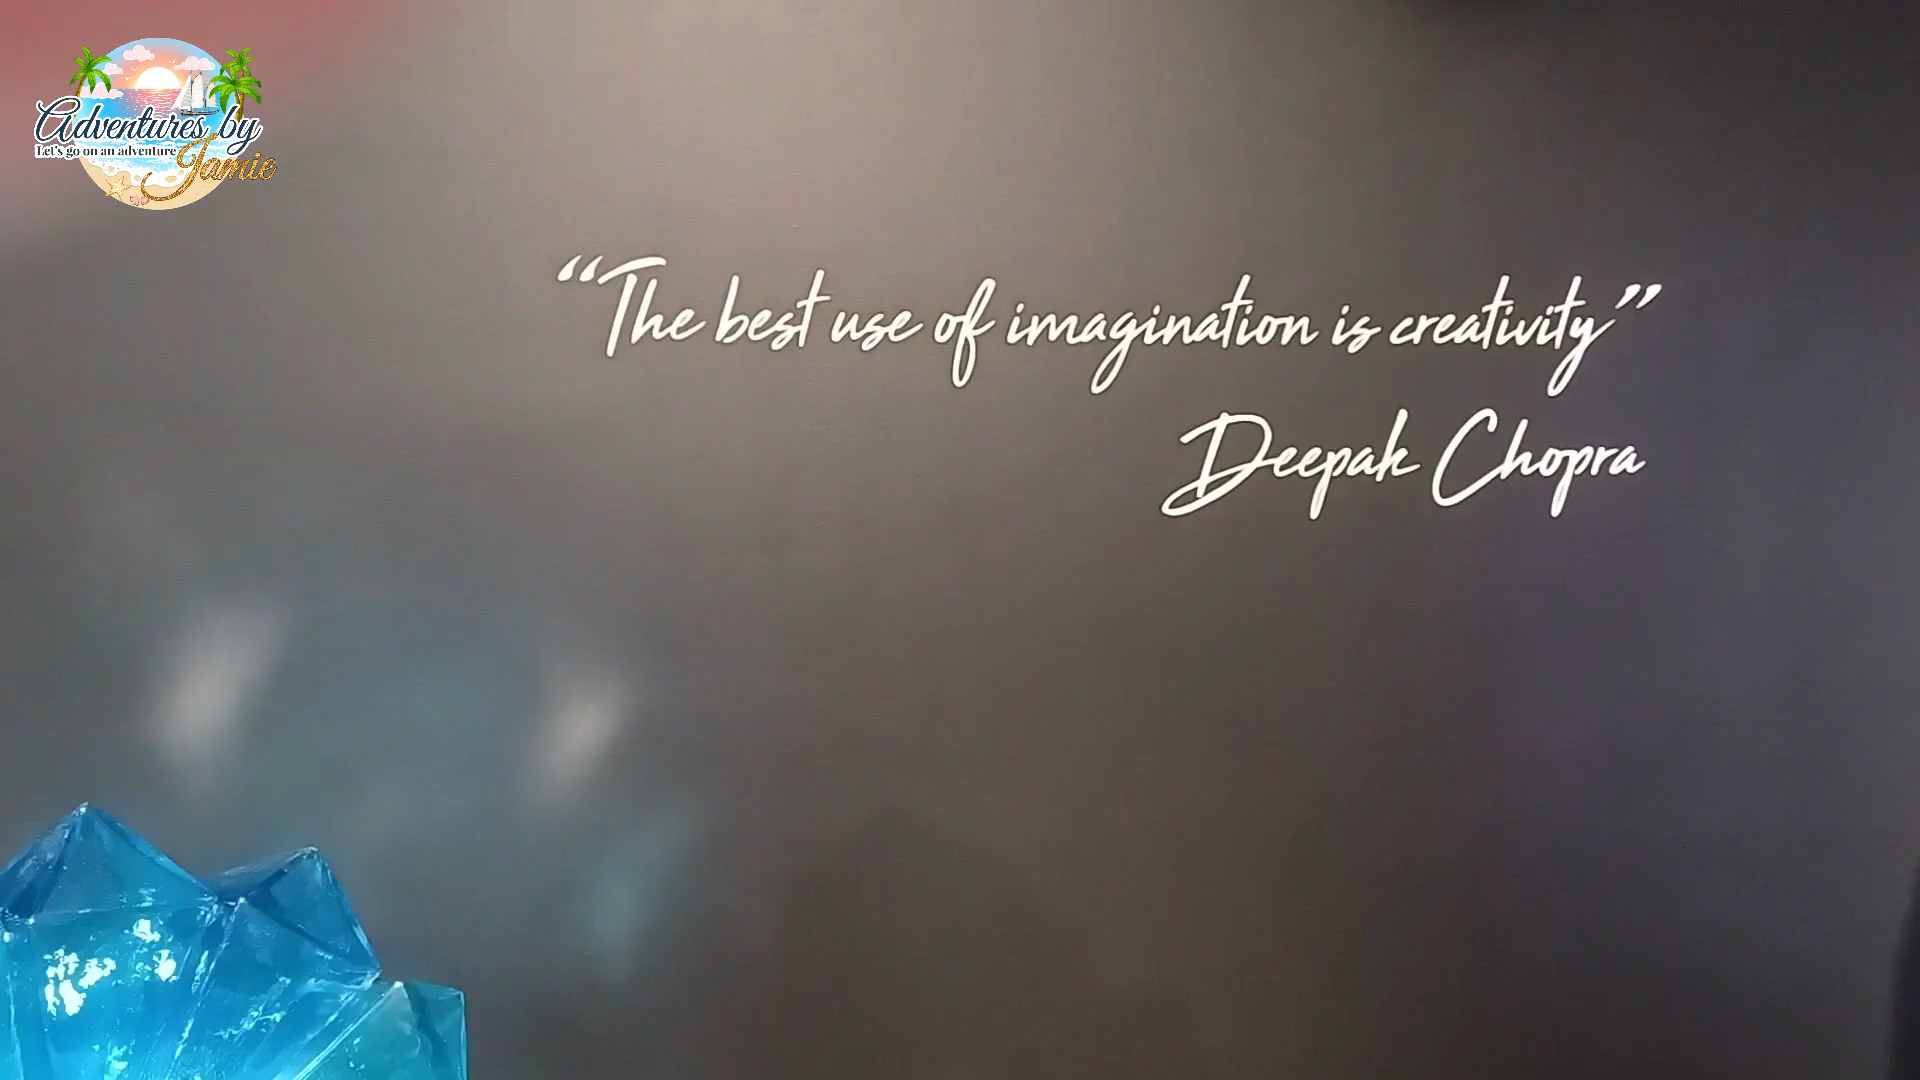 Adventures by
Let's go on an adventure
Jamie
“The best use of imagination is creativity”
Deepak Chopra